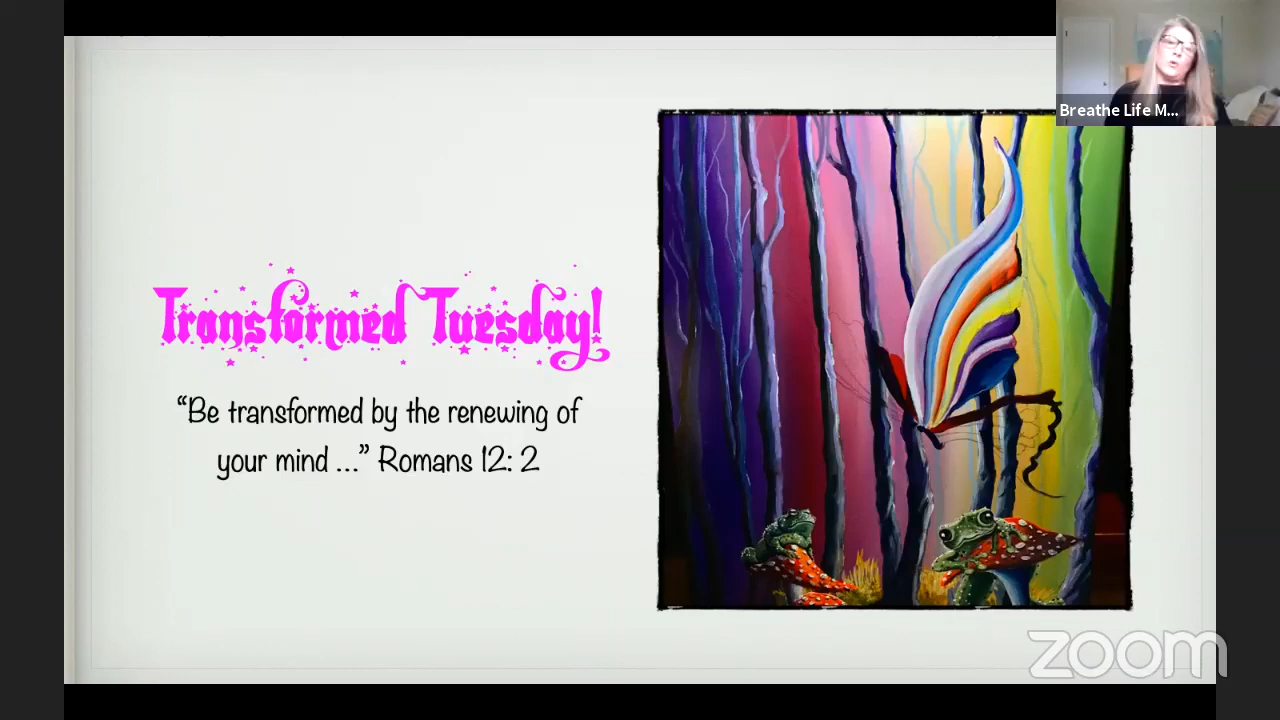 Breathe Life M...
Transformed Tuesday!
“Be transformed by the renewing of
your mind ...” Romans 12: 2
zoom